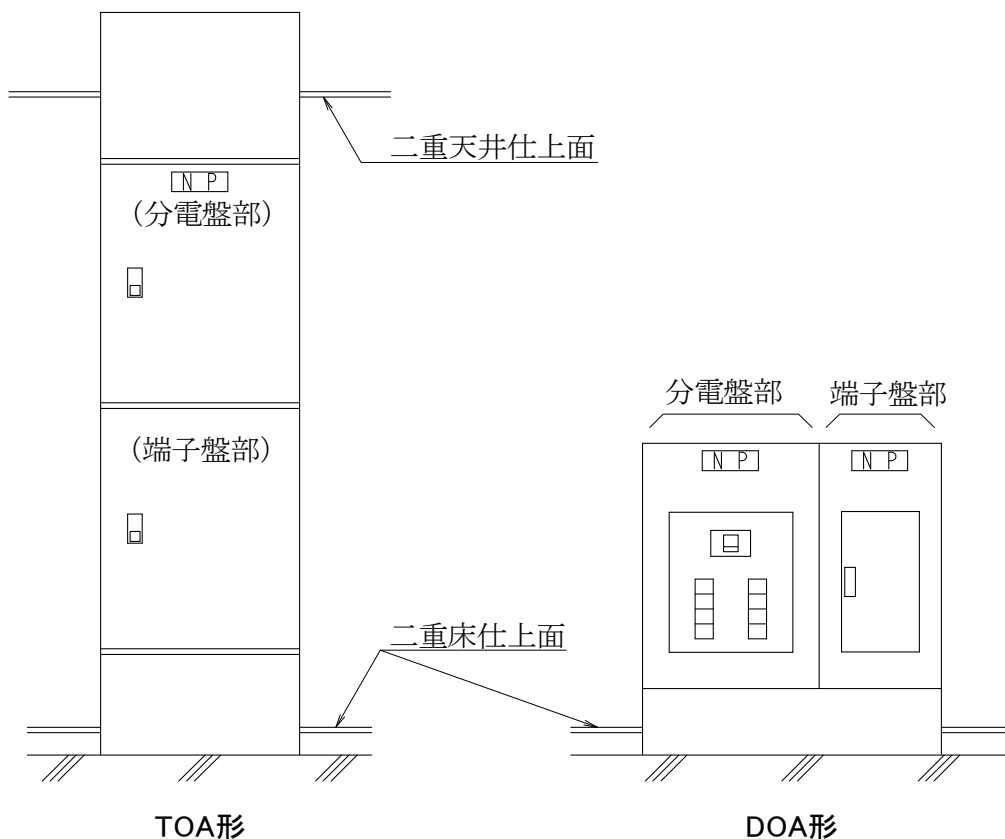 二重天井仕上面
N P
(分電盤部)
(端子盤部)
二重床仕上面
TOA形
分電盤部
端子盤部
N P
N P
DOA形